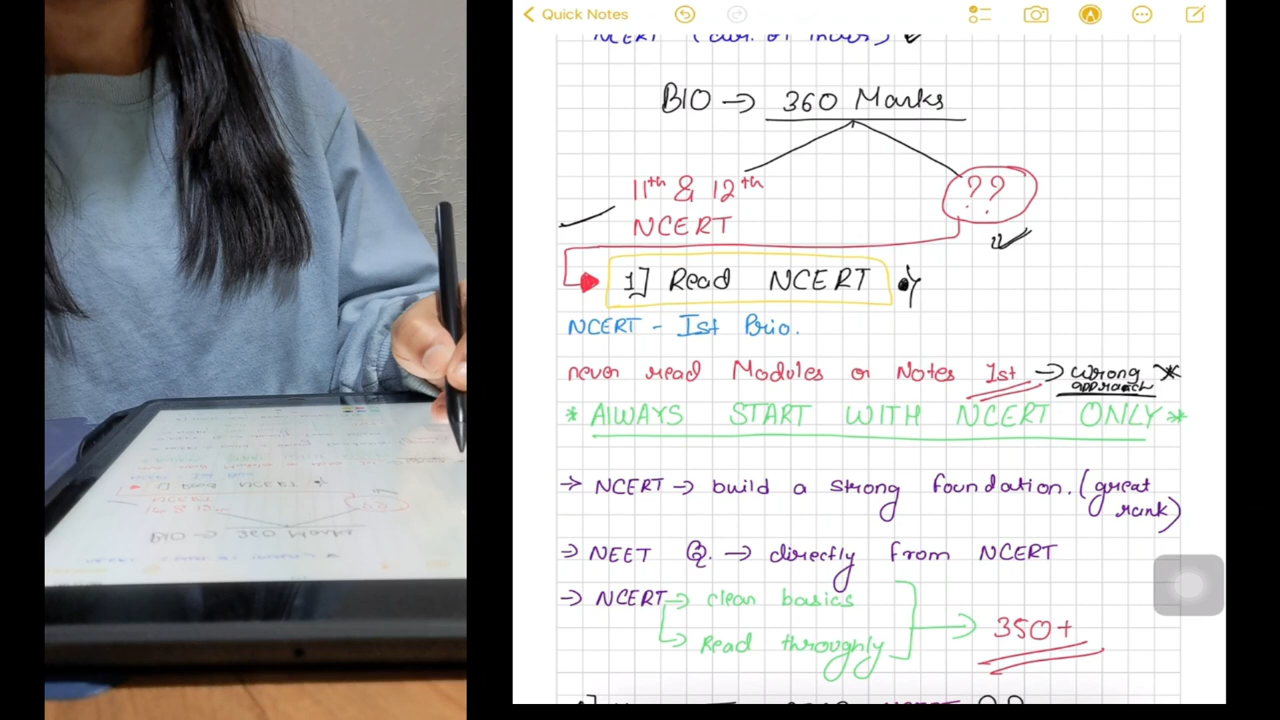 Quick Notes
BIO → 360 Marks
11th & 12th
NCERT
??
1] Read NCERT
NCERT - Ist Prio.
never read Modules or Notes 1st → wrong approach *
* AlWAYS START WITH NCERT ONLY *
→ NCERT → build a strong foundation. (great rank)
→ NEET Q. → directly from NCERT
→ NCERT → clean basics
↳ Read throughly
→ 350+